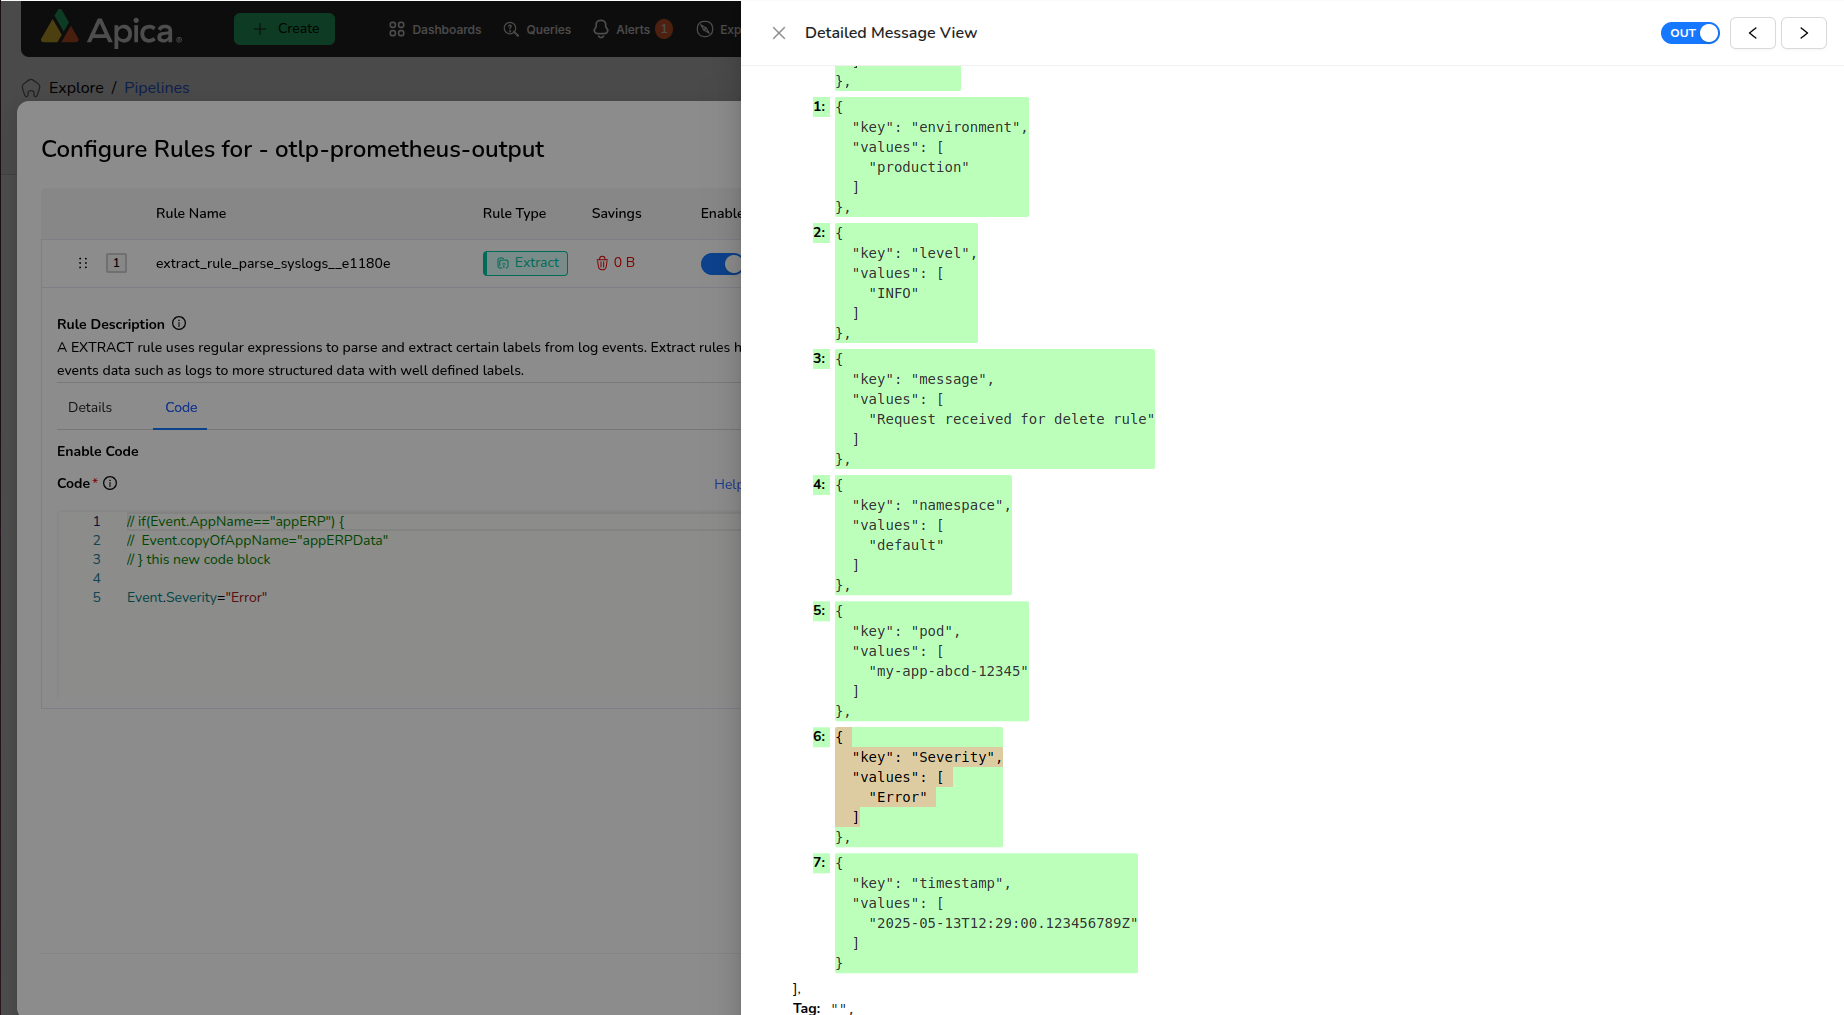 Apica
Create
Dashboards
Queries
Alerts 1
Exp
Explore / Pipelines
Configure Rules for - otlp-prometheus-output
Rule Name Rule Type Savings Enable
1 extract_rule_parse_syslogs__e1180e Extract 0 B
Rule Description
A EXTRACT rule uses regular expressions to parse and extract certain labels from log events. Extract rules h
events data such as logs to more structured data with well defined labels.
Details Code
Enable Code
Code*
Help
1 // if(Event.AppName=="appERP") {
2 //  Event.copyOfAppName="appERPData"
3 // } this new code block
4
5 Event.Severity="Error"
Detailed Message View
OUT
]
},
1: {
"key": "environment",
"values": [
"production"
]
},
2: {
"key": "level",
"values": [
"INFO"
]
},
3: {
"key": "message",
"values": [
"Request received for delete rule"
]
},
4: {
"key": "namespace",
"values": [
"default"
]
},
5: {
"key": "pod",
"values": [
"my-app-abcd-12345"
]
},
6: {
"key": "Severity",
"values": [
"Error"
]
},
7: {
"key": "timestamp",
"values": [
"2025-05-13T12:29:00.123456789Z"
]
}
],
Tag: "",